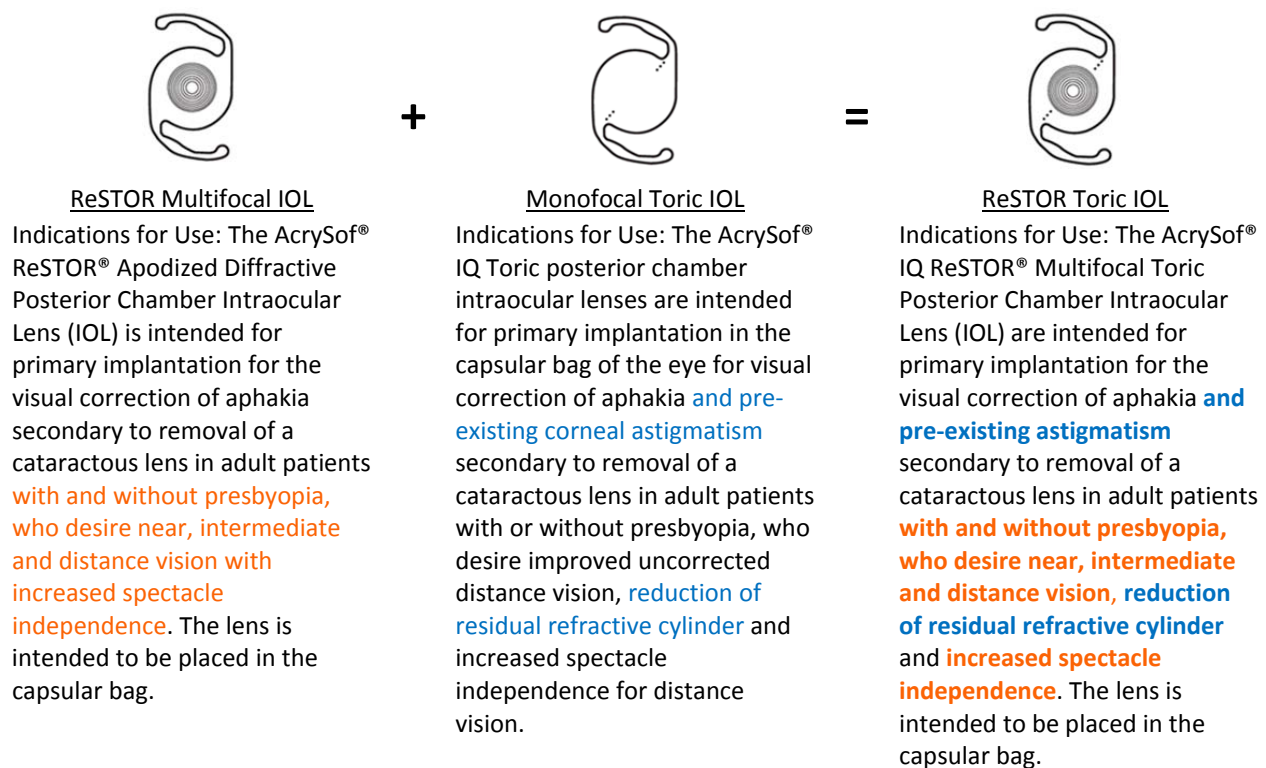 +
=
ReSTOR Multifocal IOL
Indications for Use: The AcrySof®
ReSTOR® Apodized Diffractive
Posterior Chamber Intraocular
Lens (IOL) is intended for
primary implantation for the
visual correction of aphakia
secondary to removal of a
cataractous lens in adult patients
with and without presbyopia,
who desire near, intermediate
and distance vision with
increased spectacle
independence. The lens is
intended to be placed in the
capsular bag.
Monofocal Toric IOL
Indications for Use: The AcrySof®
IQ Toric posterior chamber
intraocular lenses are intended
for primary implantation in the
capsular bag of the eye for visual
correction of aphakia and pre-
existing corneal astigmatism
secondary to removal of a
cataractous lens in adult patients
with or without presbyopia, who
desire improved uncorrected
distance vision, reduction of
residual refractive cylinder and
increased spectacle
independence for distance
vision.
ReSTOR Toric IOL
Indications for Use: The AcrySof®
IQ ReSTOR® Multifocal Toric
Posterior Chamber Intraocular
Lens (IOL) are intended for
primary implantation for the
visual correction of aphakia and
pre-existing astigmatism
secondary to removal of a
cataractous lens in adult patients
with and without presbyopia,
who desire near, intermediate
and distance vision, reduction
of residual refractive cylinder
and increased spectacle
independence. The lens is
intended to be placed in the
capsular bag.